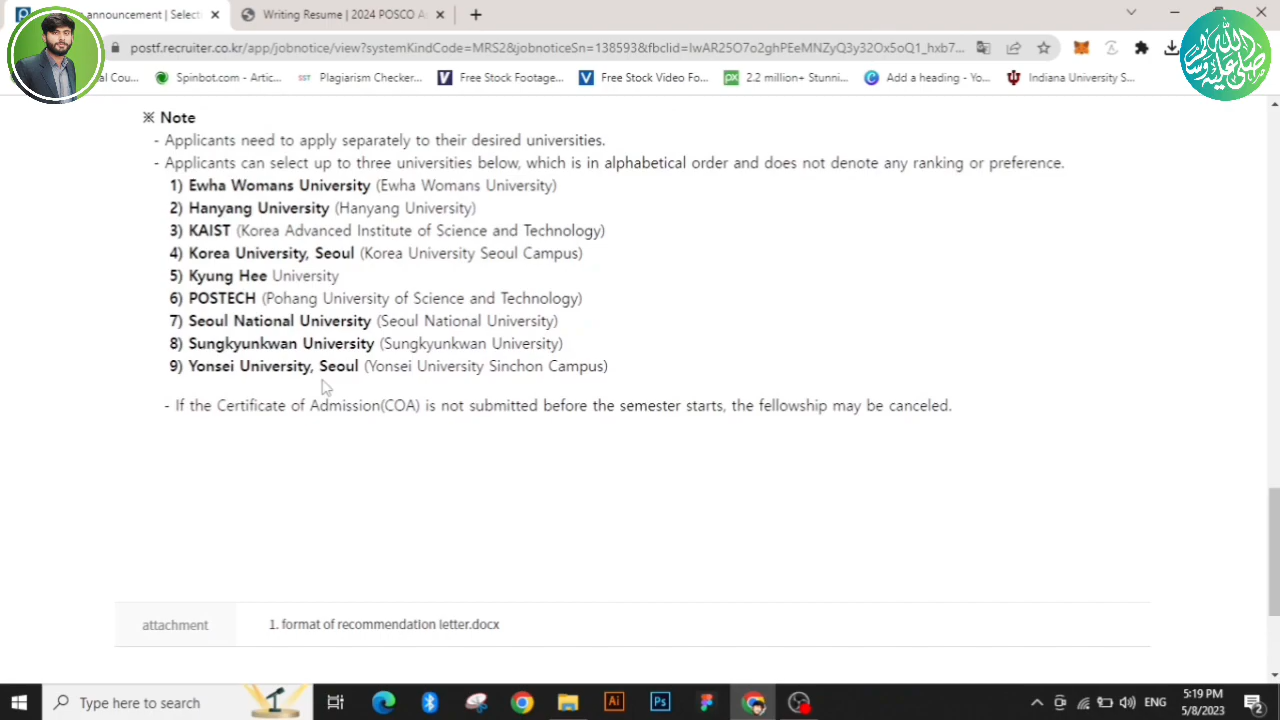 announcement | Select
Writing Resume | 2024 POSCO A
postf.recruiter.co.kr/app/jobnotice/view?systemKindCode=MRS2&jobnoticeSn=138593&fbclid=IwAR25O7o2ghPEeMNZyQ3y32Ox5oQ1_hxb7...
al Cou...
Spinbot.com - Artic...
SST
Plagiarism Checker...
Free Stock Footage...
Free Stock Video Fo...
px
2.2 million+ Stunni...
Add a heading - Yo...
Indiana University S...
※ Note
- Applicants need to apply separately to their desired universities.
- Applicants can select up to three universities below, which is in alphabetical order and does not denote any ranking or preference.
1) Ewha Womans University (Ewha Womans University)
2) Hanyang University (Hanyang University)
3) KAIST (Korea Advanced Institute of Science and Technology)
4) Korea University, Seoul (Korea University Seoul Campus)
5) Kyung Hee University
6) POSTECH (Pohang University of Science and Technology)
7) Seoul National University (Seoul National University)
8) Sungkyunkwan University (Sungkyunkwan University)
9) Yonsei University, Seoul (Yonsei University Sinchon Campus)
- If the Certificate of Admission(COA) is not submitted before the semester starts, the fellowship may be canceled.
attachment
1. format of recommendation letter.docx
Type here to search
Ai
Ps
ENG
5:19 PM
5/8/2023
2